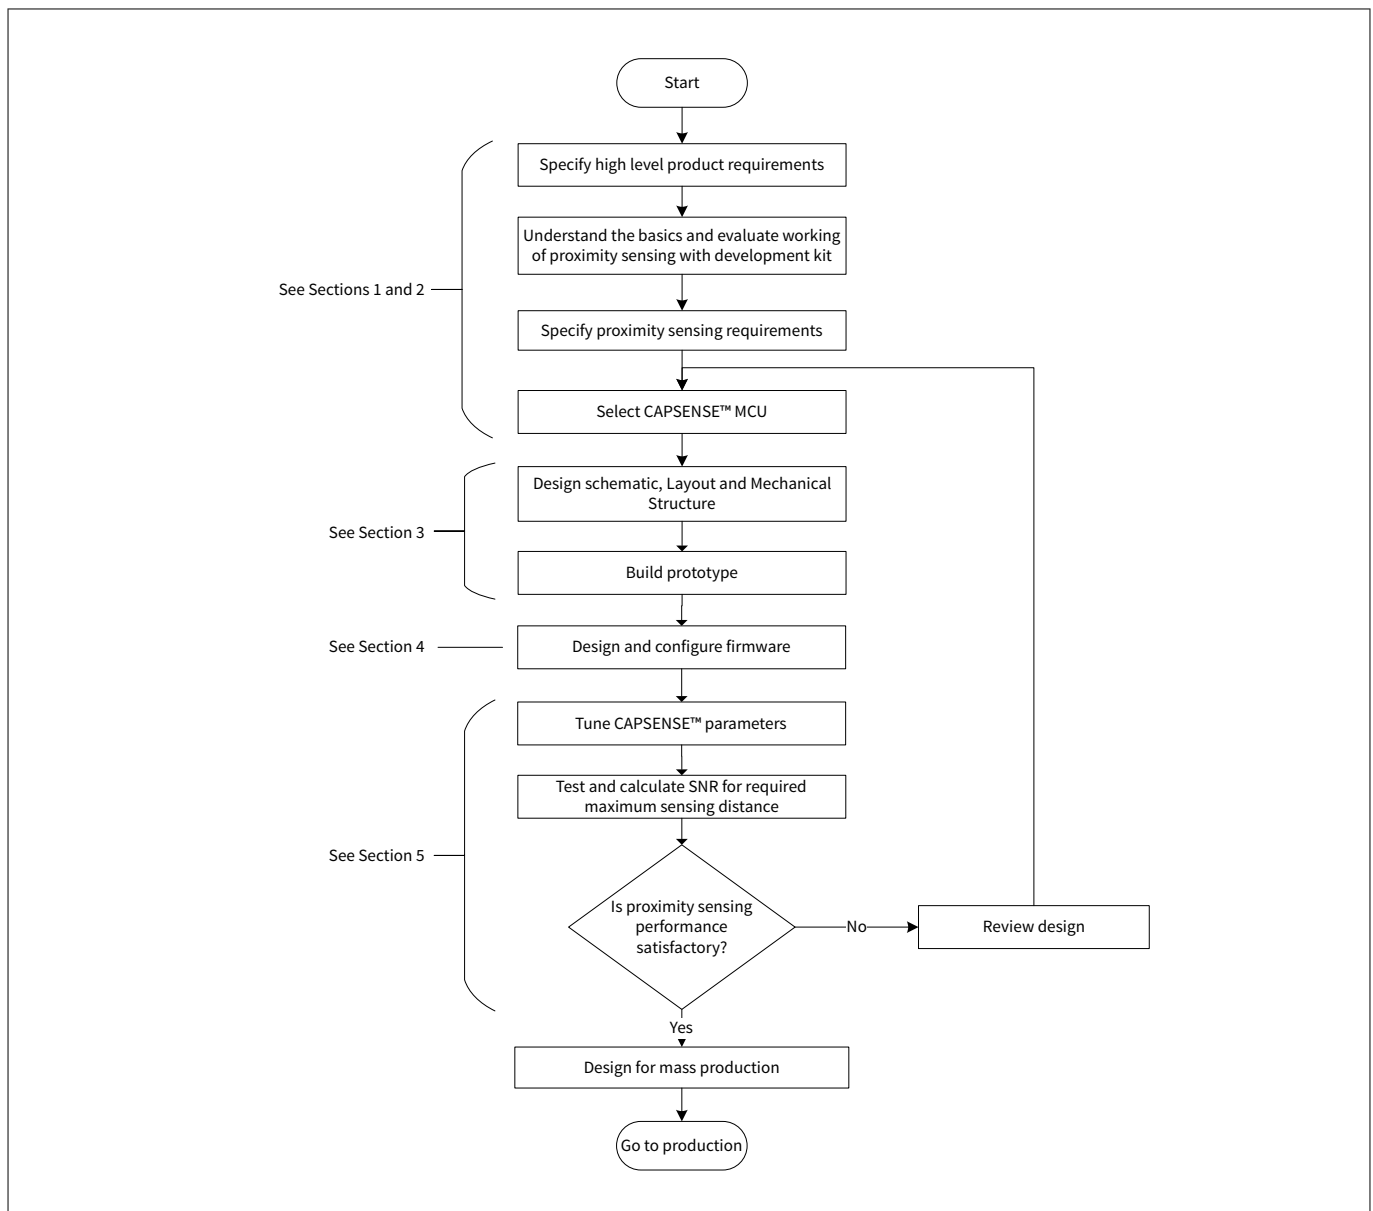 Start
Specify high level product requirements
Understand the basics and evaluate working
of proximity sensing with development kit
See Sections 1 and 2
Specify proximity sensing requirements
Select CAPSENSE™ MCU
Design schematic, Layout and Mechanical
Structure
See Section 3
Build prototype
See Section 4
Design and configure firmware
Tune CAPSENSE™ parameters
Test and calculate SNR for required
maximum sensing distance
See Section 5
Is proximity sensing
performance
satisfactory?
No
Review design
Yes
Design for mass production
Go to production